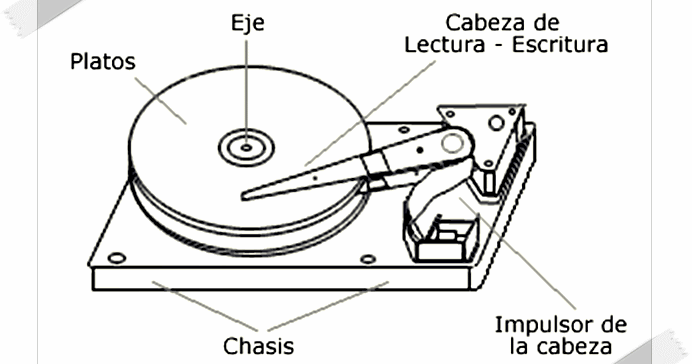 Eje
Cabeza de
Lectura - Escritura
Platos
Chasis
Impulsor de
la cabeza